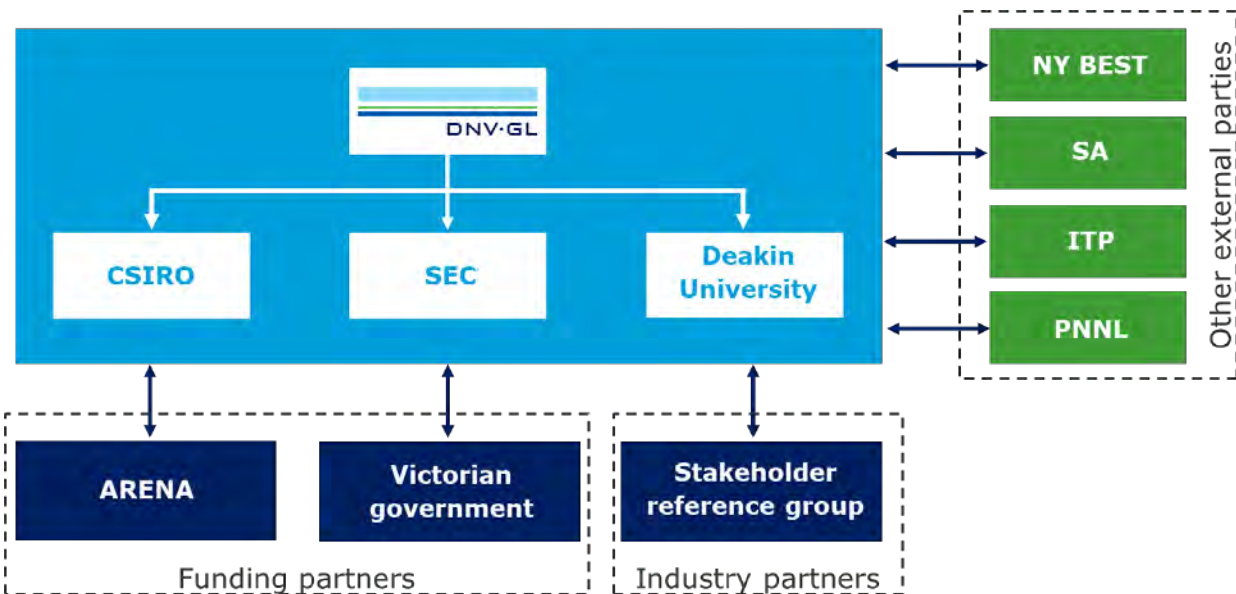 DNV·GL
CSIRO
SEC
Deakin
University
NY BEST
SA
ITP
PNNL
Other external parties
ARENA
Victorian
government
Stakeholder
reference group
Funding partners
Industry partners